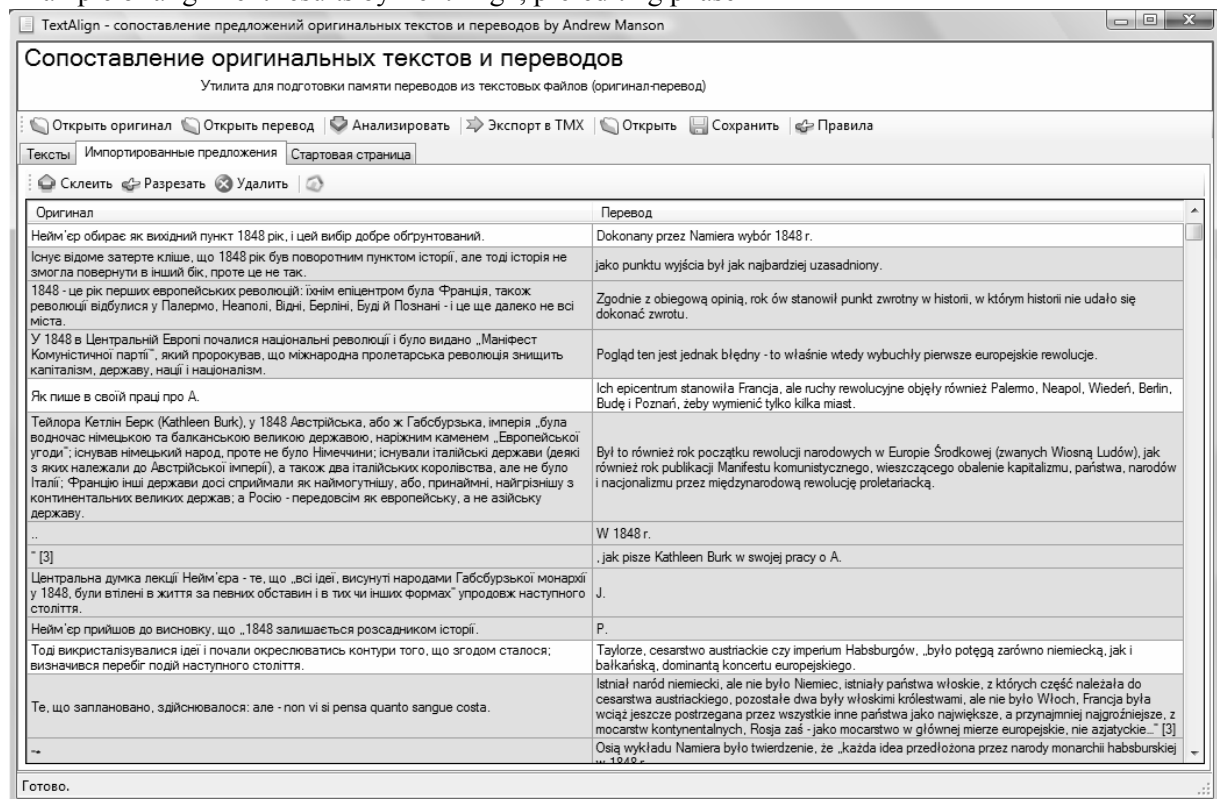 TextAlign - сопоставление предложений оригинальных текстов и переводов by Andrew Manson
Сопоставление оригинальных текстов и переводов
Утилита для подготовки памяти переводов из текстовых файлов (оригинал-перевод)
Открыть оригинал Открыть перевод Анализировать Экспорт в TMX Открыть Сохранить Правила
Тексты Импортированные предложения Стартовая страница
Склеить Разрезать Удалить
Оригинал Перевод
Нейм'єр обирає як вихідний пункт 1848 рік, і цей вибір добре обґрунтований.
Dokonany przez Namiera wybór 1848 r.
Існує відоме затерте кліше, що 1848 рік був поворотним пунктом історії, але тоді історія не
змогла повернути в інший бік, проте це не так.
jako punktu wyjścia był jak najbardziej uzasadniony.
1848 - це рік перших европейських революцій: їхнім епіцентром була Франція, також
революції відбулися у Палермо, Неаполі, Відні, Берліні, Буді й Познані - і це ще далеко не всі
міста.
Zgodnie z obiegową opinią, rok ów stanowił punkt zwrotny w historii, w którym historii nie udało się
dokonać zwrotu.
У 1848 в Центральній Европі почалися національні революції і було видано „Маніфест
Комуністичної партії", який пророкував, що міжнародна пролетарська революція знищить
капіталізм, державу, нації і націоналізм.
Pogląd ten jest jednak błędny - to właśnie wtedy wybuchły pierwsze europejskie rewolucje.
Як пише в своїй праці про А.
Ich epicentrum stanowiła Francja, ale ruchy rewolucyjne objęły również Palermo, Neapol, Wiedeń, Berlin,
Budę i Poznań, żeby wymienić tylko kilka miast.
Тейлора Кетлін Берк (Kathleen Burk), у 1848 Австрійська, або ж Габсбурзька, імперія „була
водночас німецькою та балканською великою державою, наріжним каменем „Європейської
угоди"; існував німецький народ, проте не було Німеччини; існували італійські держави (деякі
з яких належали до Австрійської імперії), а також два італійських королівства, але не було
Італії; Францію інші держави досі сприймали як наймогутнішу, або, принаймні, найгрізнішу з
континентальних великих держав; а Росію - передовсім як европейську, а не азійську
державу.
Był to również rok początku rewolucji narodowych w Europie Środkowej (zwanych Wiosną Ludów), jak
również rok publikacji Manifestu komunistycznego, wieszczącego obalenie kapitalizmu, państwa, narodów
i nacjonalizmu przez międzynarodową rewolucję proletariacką.
..
W 1848 r.
" [3]
, jak pisze Kathleen Burk w swojej pracy o A.
Центральна думка лекції Нейм'єра - те, що „всі ідеї, висунуті народами Габсбурзької монархії
у 1848, були втілені в життя за певних обставин і в тих чи інших формах" упродовж наступного
століття.
J.
Нейм'єр прийшов до висновку, що „1848 залишається розсадником історії.
P.
Тоді викристалізувалися ідеї і почали окреслюватись контури того, що згодом сталося;
визначився перебіг подій наступного століття.
Taylorze, cesarstwo austriackie czy imperium Habsburgów, „było potęgą zarówno niemiecką, jak i
bałkańską, dominantą koncertu europejskiego.
Те, що заплановано, здійснювалося: але - non vi si pensa quanto sangue costa.
Istniał naród niemiecki, ale nie było Niemiec, istniały państwa włoskie, z których część należała do
cesarstwa austriackiego, pozostałe dwa były włoskimi królestwami, ale nie było Włoch, Francja była
wciąż jeszcze postrzegana przez wszystkie inne państwa jako największe, a przynajmniej najgroźniejsze, z
mocarstw kontynentalnych, Rosja zaś - jako mocarstwo w głównej mierze europejskie, nie azjatyckie..." [3]
Osią wykładu Namiera było twierdzenie, że „każda idea przedłożona przez narody monarchii habsburskiej
w 1848 r.
Готово.